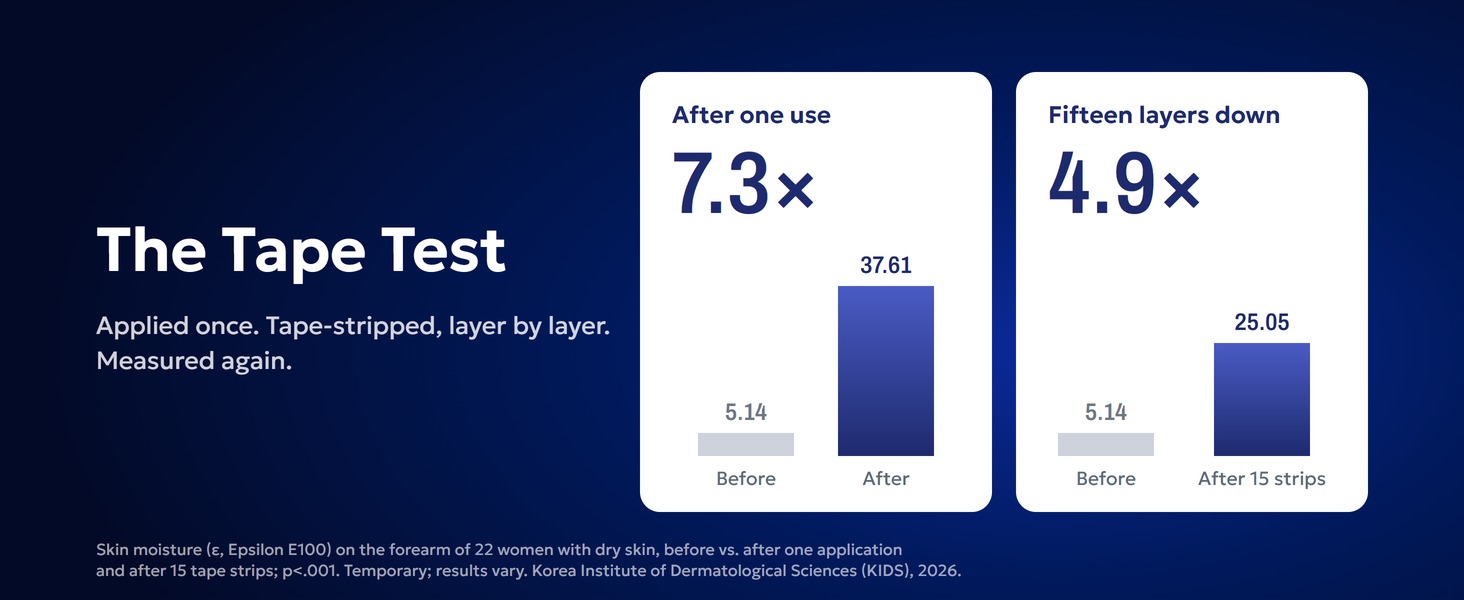 The Tape Test
Applied once. Tape-stripped, layer by layer.
Measured again.
After one use
7.3×
5.14
37.61
Before
After
Fifteen layers down
4.9×
5.14
25.05
Before
After 15 strips
Skin moisture (ε, Epsilon E100) on the forearm of 22 women with dry skin, before vs. after one application
and after 15 tape strips; p<.001. Temporary; results vary. Korea Institute of Dermatological Sciences (KIDS), 2026.